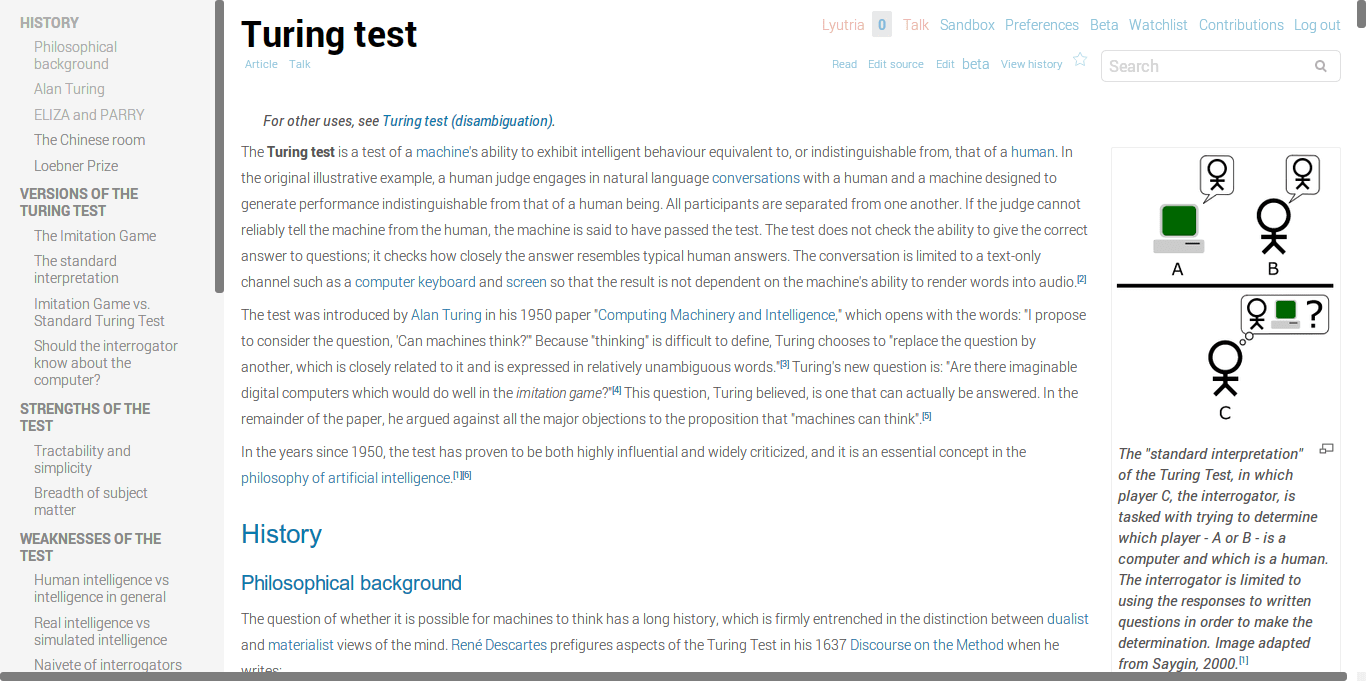 HISTORY
Philosophical
background
Alan Turing
ELIZA and PARRY
The Chinese room
Loebner Prize
VERSIONS OF THE
TURING TEST
The Imitation Game
The standard
interpretation
Imitation Game vs.
Standard Turing Test
Should the interrogator
know about the
computer?
STRENGTHS OF THE
TEST
Tractability and
simplicity
Breadth of subject
matter
WEAKNESSES OF THE
TEST
Human intelligence vs
intelligence in general
Real intelligence vs
simulated intelligence
Naivete of interrogators
Lyutria 0 Talk Sandbox Preferences Beta Watchlist Contributions Log out
Turing test
Article Talk
Read Edit source Edit beta View history
Search
For other uses, see Turing test (disambiguation).
The Turing test is a test of a machine's ability to exhibit intelligent behaviour equivalent to, or indistinguishable from, that of a human. In
the original illustrative example, a human judge engages in natural language conversations with a human and a machine designed to
generate performance indistinguishable from that of a human being. All participants are separated from one another. If the judge cannot
reliably tell the machine from the human, the machine is said to have passed the test. The test does not check the ability to give the correct
answer to questions; it checks how closely the answer resembles typical human answers. The conversation is limited to a text-only
channel such as a computer keyboard and screen so that the result is not dependent on the machine's ability to render words into audio.[2]
The test was introduced by Alan Turing in his 1950 paper "Computing Machinery and Intelligence," which opens with the words: "I propose
to consider the question, 'Can machines think?'" Because "thinking" is difficult to define, Turing chooses to "replace the question by
another, which is closely related to it and is expressed in relatively unambiguous words."[3] Turing's new question is: "Are there imaginable
digital computers which would do well in the imitation game?"[4] This question, Turing believed, is one that can actually be answered. In the
remainder of the paper, he argued against all the major objections to the proposition that "machines can think".[5]
In the years since 1950, the test has proven to be both highly influential and widely criticized, and it is an essential concept in the
philosophy of artificial intelligence.[1][6]
History
Philosophical background
The question of whether it is possible for machines to think has a long history, which is firmly entrenched in the distinction between dualist
and materialist views of the mind. René Descartes prefigures aspects of the Turing Test in his 1637 Discourse on the Method when he
writes:
A B
?
C
The "standard interpretation"
of the Turing Test, in which
player C, the interrogator, is
tasked with trying to determine
which player - A or B - is a
computer and which is a human.
The interrogator is limited to
using the responses to written
questions in order to make the
determination. Image adapted
from Saygin, 2000.[1]